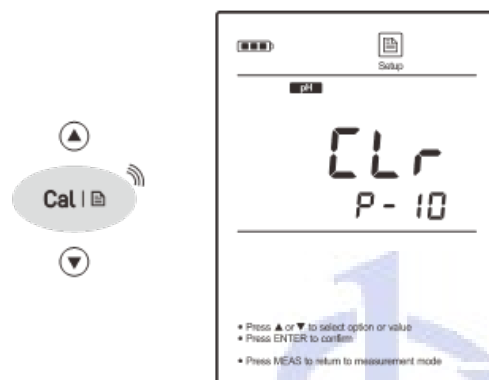 Setup
pH
CLr
Cal
P-10
• Press ▲ or ▼ to select option or value
• Press ENTER to confirm
• Press MEAS to return to measurement mode